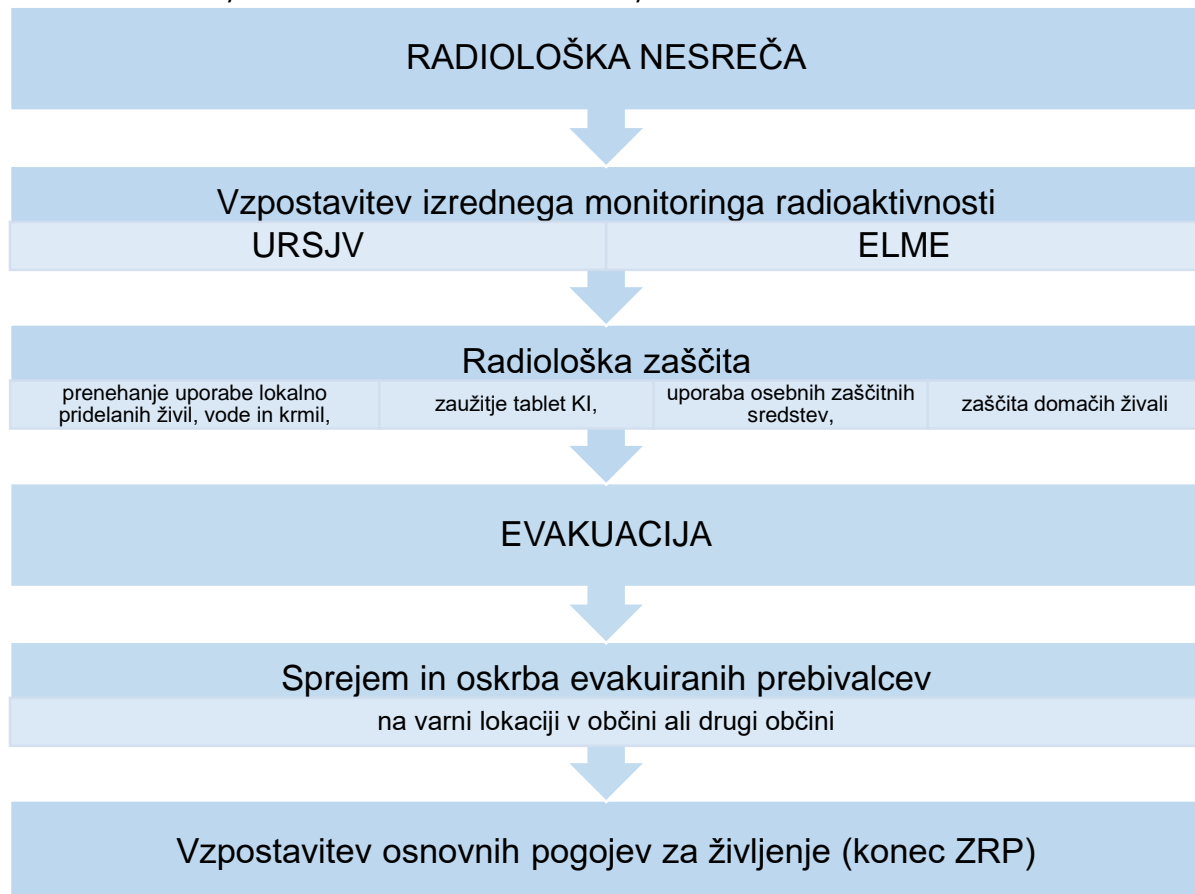 RADIOLOŠKA NESREČA
Vzpostavitev izrednega monitoringa radioaktivnosti
URSJV
ELME
Radiološka zaščita
prenehanje uporabe lokalno
pridelanih živil, vode in krmil,
zaužitje tablet KI,
uporaba osebnih zaščitnih
sredstev,
zaščita domačih živali
EVAKUACIJA
Sprejem in oskrba evakuiranih prebivalcev
na varni lokaciji v občini ali drugi občini
Vzpostavitev osnovnih pogojev za življenje (konec ZRP)